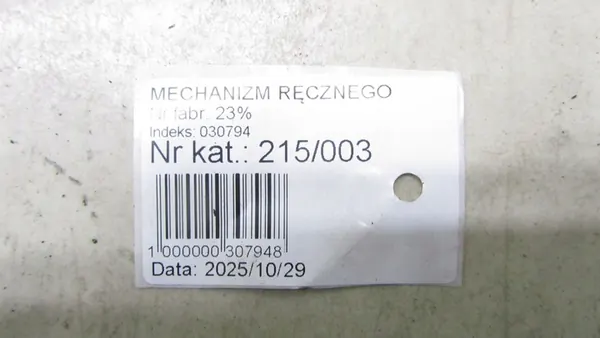 MECHANIZM RĘCZNEGO
Nr fabr: 23%
Indeks: 030794
Nr kat.: 215/003
1 000000 307948
Data: 2025/10/29